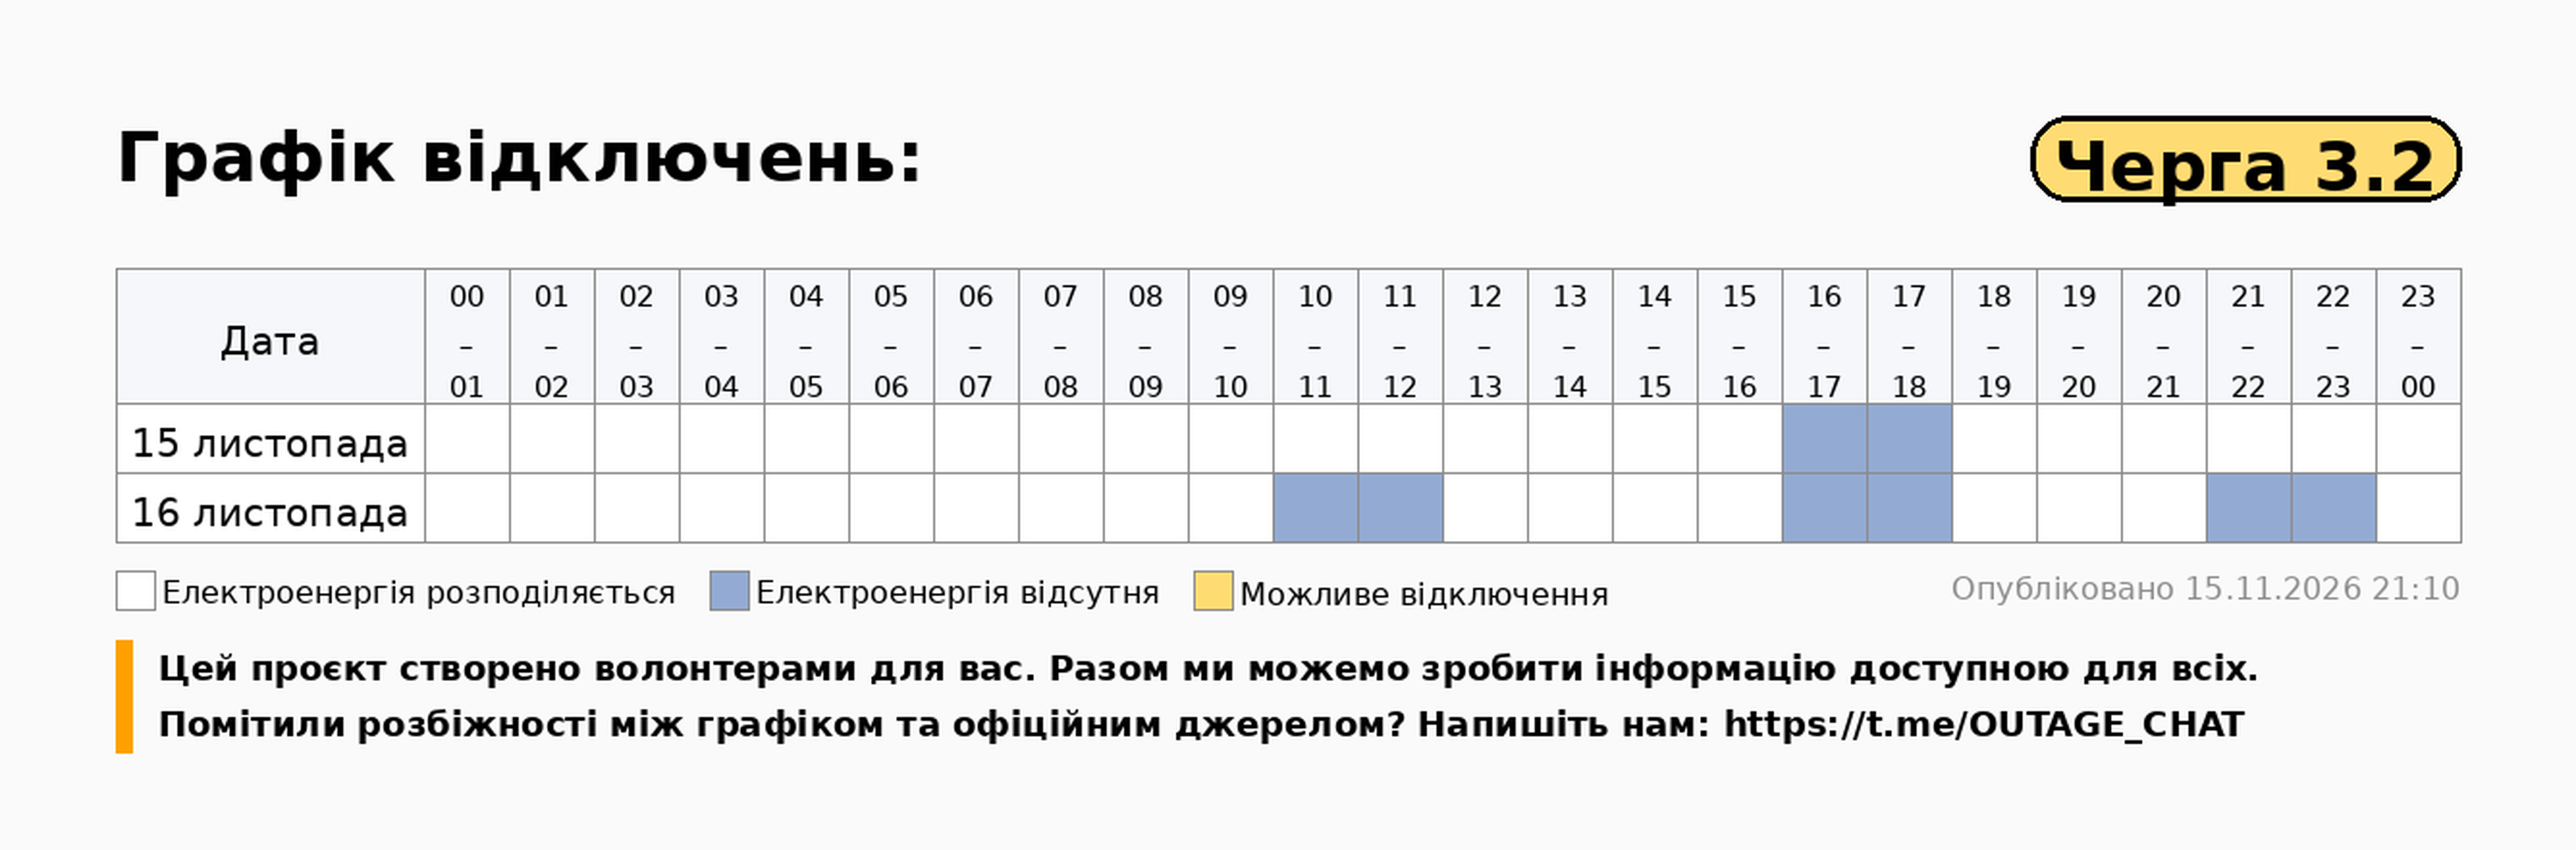 Графік відключень:
Черга 3.2
Дата 00 – 01 01 – 02 02 – 03 03 – 04 04 – 05 05 – 06 06 – 07 07 – 08 08 – 09 09 – 10 10 – 11 11 – 12 12 – 13 13 – 14 14 – 15 15 – 16 16 – 17 17 – 18 18 – 19 19 – 20 20 – 21 21 – 22 22 – 23 23 – 00
15 листопада
16 листопада
Електроенергія розподіляється Електроенергія відсутня Можливе відключення Опубліковано 15.11.2026 21:10
Цей проєкт створено волонтерами для вас. Разом ми можемо зробити інформацію доступною для всіх.
Помітили розбіжності між графіком та офіційним джерелом? Напишіть нам: https://t.me/OUTAGE_CHAT